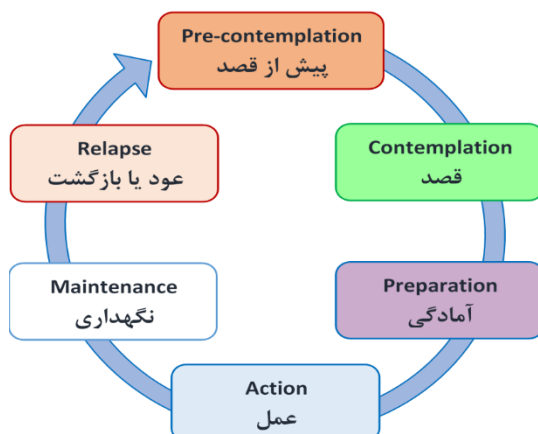 Pre-contemplation
پیش از قصد
Contemplation
قصد
Preparation
آمادگی
Action
عمل
Maintenance
نگهداری
Relapse
عود یا بازگشت